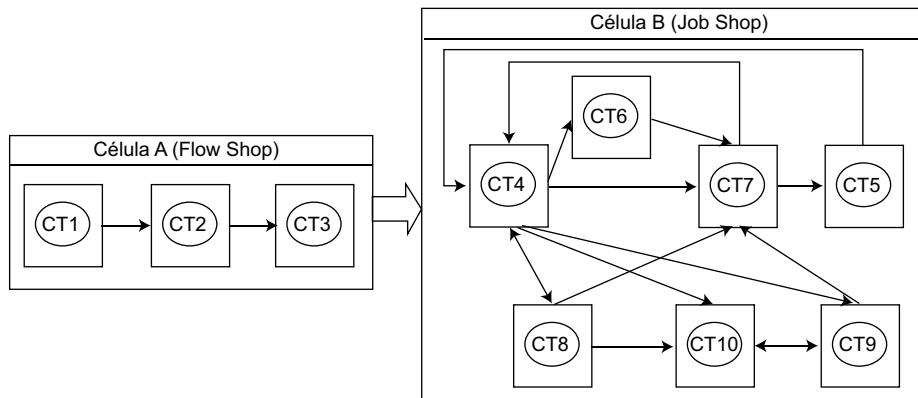 Célula B (Job Shop)
CT6
Célula A (Flow Shop)
CT4
CT7
CT5
CT1
CT2
CT3
CT8
CT10
CT9